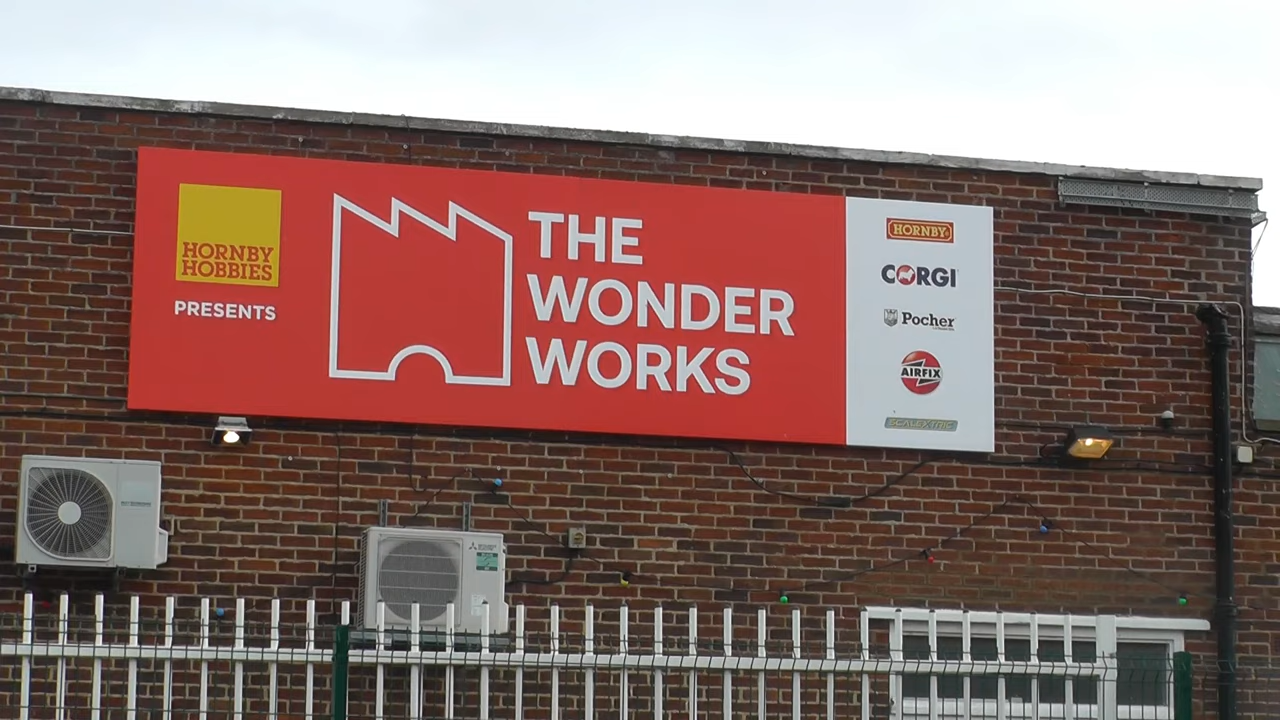 HORNBY
HOBBIES
PRESENTS
THE
WONDER
WORKS
HORNBY
CORGI
Pocher
AIRFIX
SCALEXTRIC